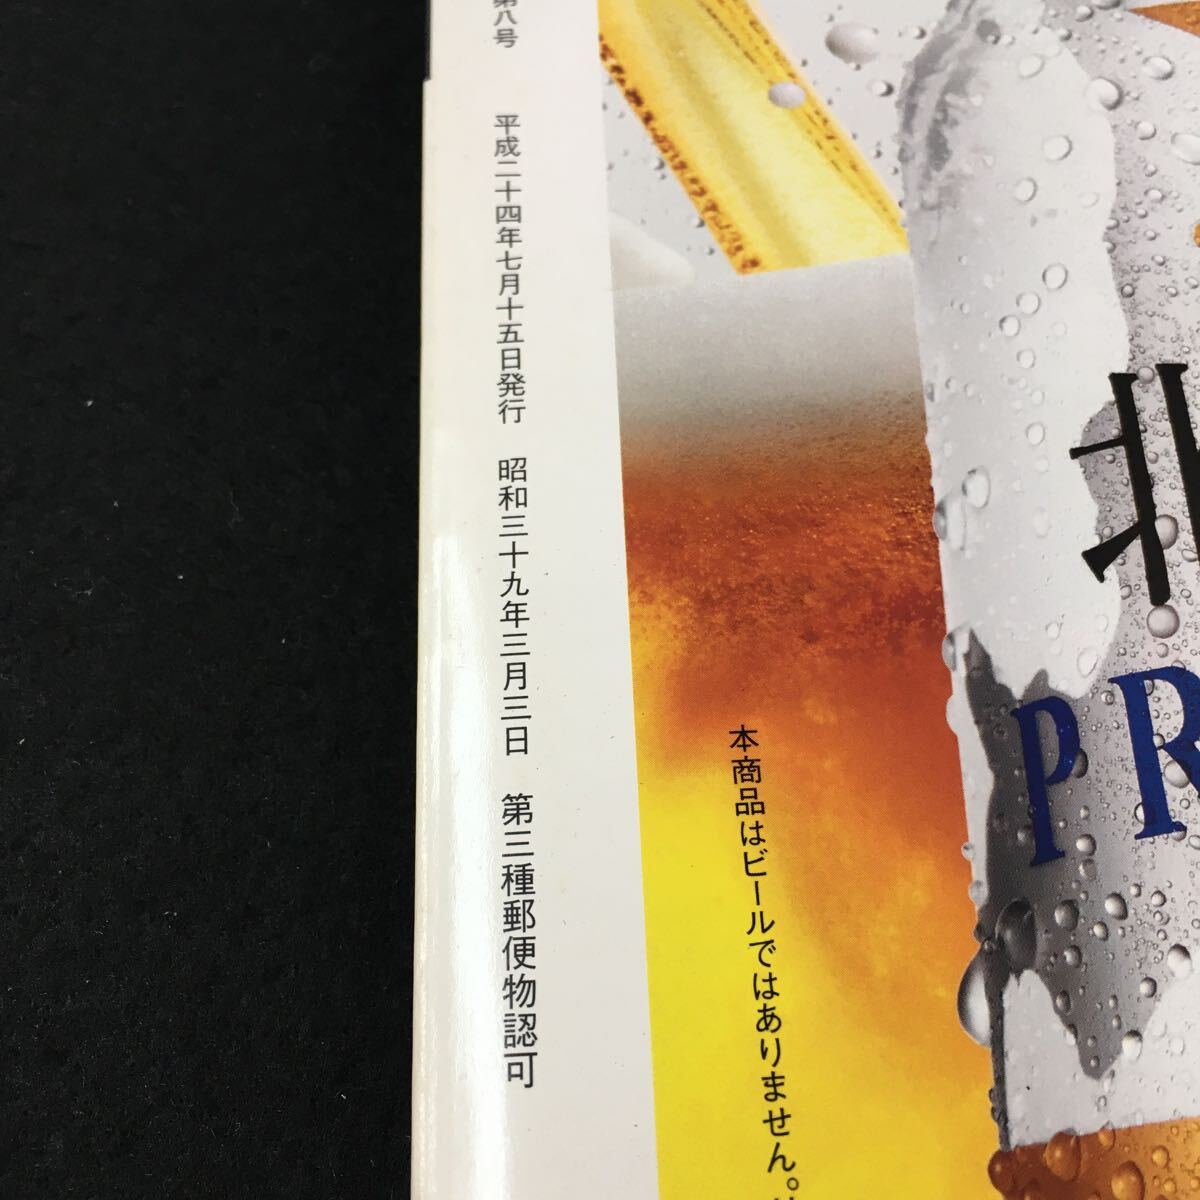 第八号 平成二十四年七月十五日発行 昭和三十九年三月三日 第三種郵便物認可
本商品はビールではありません。
北
PR